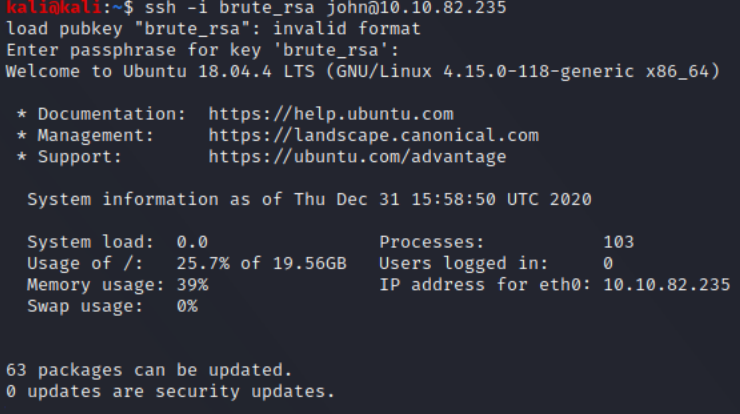 kali@kali:~$ ssh -i brute_rsa john@10.10.82.235
load pubkey "brute_rsa": invalid format
Enter passphrase for key 'brute_rsa':
Welcome to Ubuntu 18.04.4 LTS (GNU/Linux 4.15.0-118-generic x86_64)
* Documentation:  https://help.ubuntu.com
* Management:     https://landscape.canonical.com
* Support:        https://ubuntu.com/advantage
System information as of Thu Dec 31 15:58:50 UTC 2020
System load:  0.0                Processes:           103
Usage of /:   25.7% of 19.56GB   Users logged in:     0
Memory usage: 39%                IP address for eth0: 10.10.82.235
Swap usage:   0%
63 packages can be updated.
0 updates are security updates.